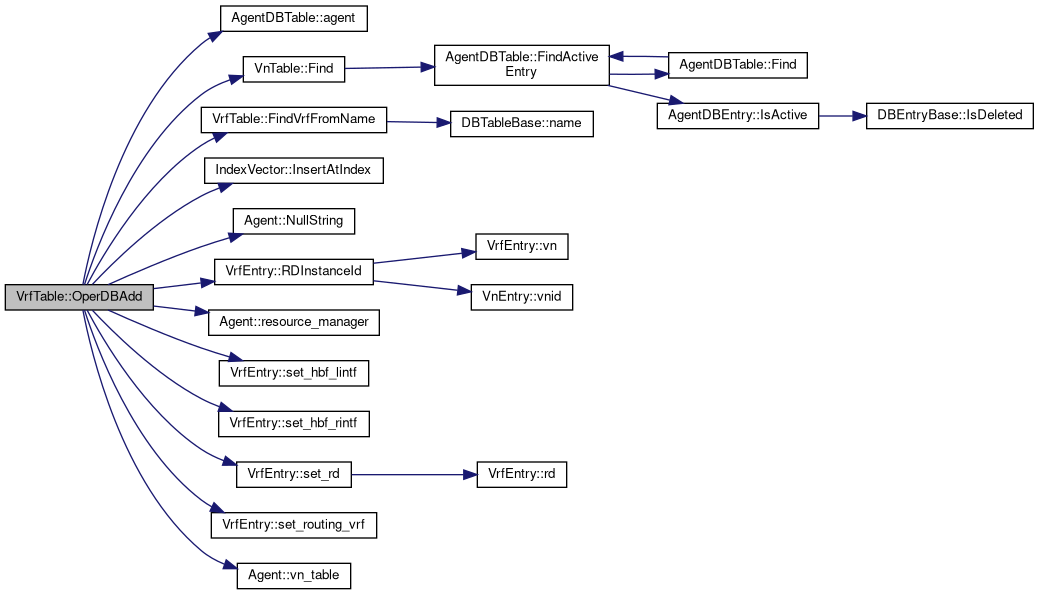 AgentDBTable::agent
VnTable::Find
AgentDBTable::FindActive
Entry
AgentDBTable::Find
AgentDBEntry::IsActive
DBEntryBase::IsDeleted
VrfTable::FindVrfFromName
DBTableBase::name
IndexVector::InsertAtIndex
Agent::NullString
VrfEntry::RDInstanceId
VrfEntry::vn
VnEntry::vnid
VrfTable::OperDBAdd
Agent::resource_manager
VrfEntry::set_hbf_lintf
VrfEntry::set_hbf_rintf
VrfEntry::set_rd
VrfEntry::rd
VrfEntry::set_routing_vrf
Agent::vn_table